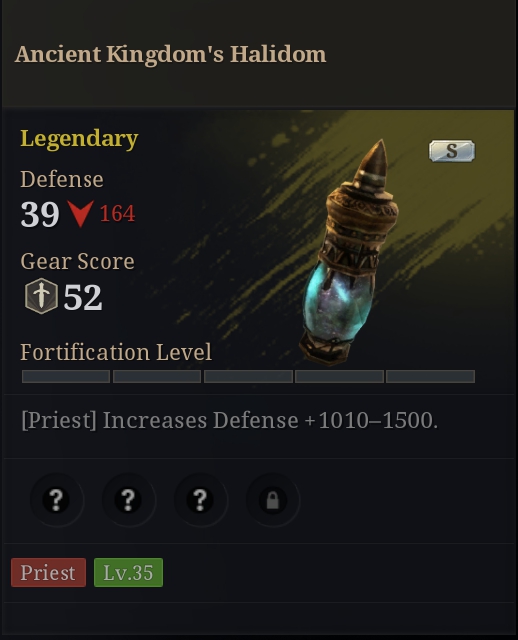 Ancient Kingdom's Halidom
Legendary
S
Defense
39 164
Gear Score
52
Fortification Level
[Priest] Increases Defense +1010–1500.
? ? ?
Priest Lv.35